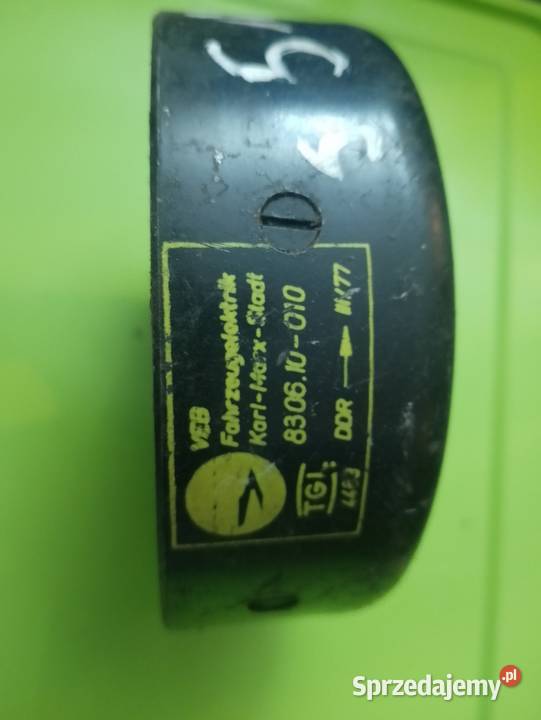 VEB
Fahrzeugelektrik
Karl-Marx-Stadt
8306.10-010
TGL
DDR
Sprzedajemy.pl